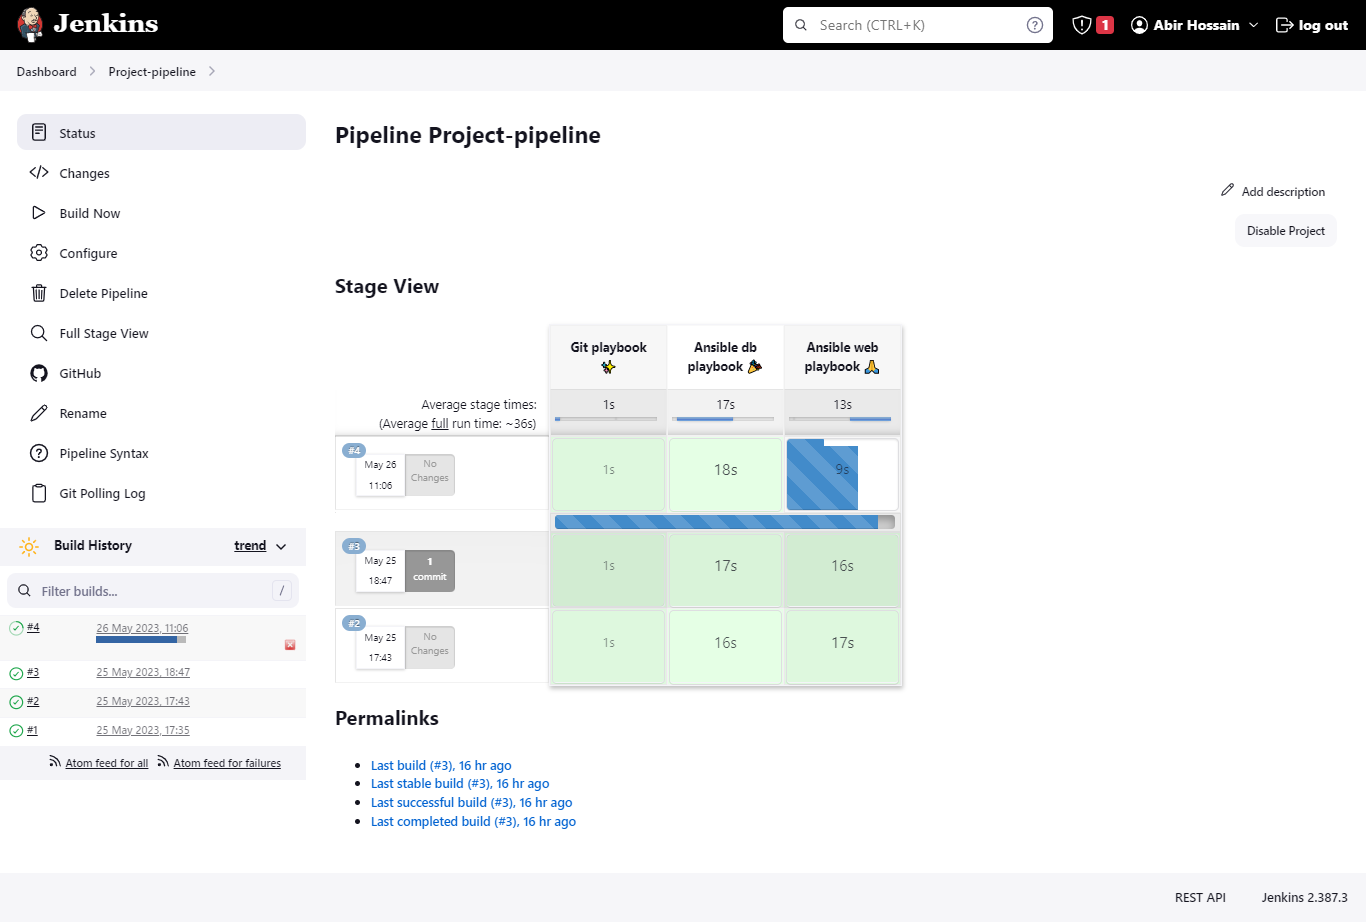 Jenkins
Search (CTRL+K)
?
1
Abir Hossain
log out
Dashboard
Project-pipeline
Status
Changes
Build Now
Configure
Delete Pipeline
Full Stage View
GitHub
Rename
Pipeline Syntax
Git Polling Log
Build History
trend
Filter builds...
/
#4
26 May 2023, 11:06
#3
25 May 2023, 18:47
#2
25 May 2023, 17:43
#1
25 May 2023, 17:35
Atom feed for all
Atom feed for failures
Pipeline Project-pipeline
Add description
Disable Project
Stage View
Git playbook
✨
Ansible db
playbook 🎉
Ansible web
playbook 🙏
Average stage times:
(Average full run time: ~36s)
1s
17s
13s
#4
May 26
11:06
No
Changes
1s
18s
9s
#3
May 25
18:47
1
commit
1s
17s
16s
#2
May 25
17:43
No
Changes
1s
16s
17s
Permalinks
Last build (#3), 16 hr ago
Last stable build (#3), 16 hr ago
Last successful build (#3), 16 hr ago
Last completed build (#3), 16 hr ago
REST API
Jenkins 2.387.3